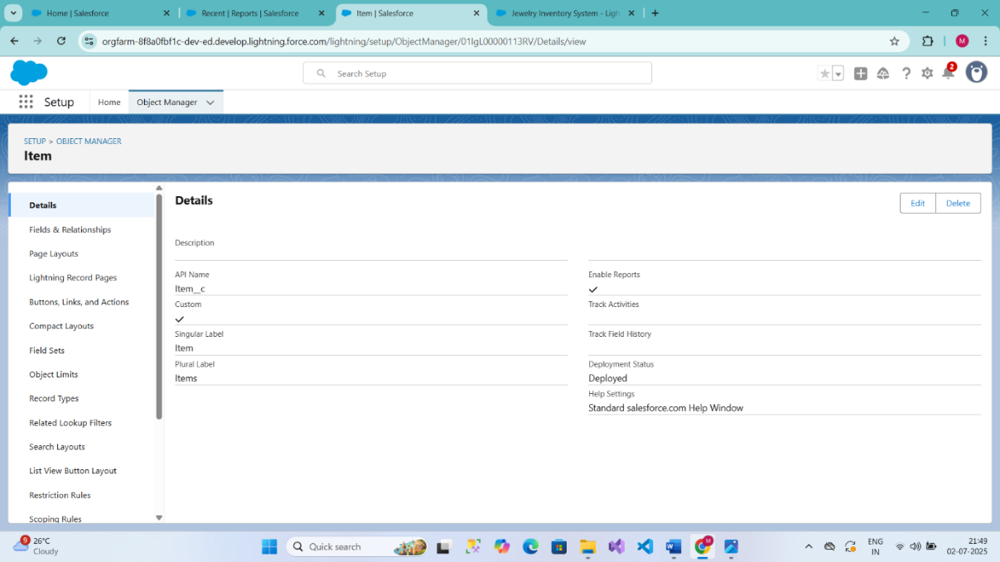 Home | Salesforce
Recent | Reports | Salesforce
Item | Salesforce
Jewelry Inventory System - Ligh
orgfarm-8f8a0fbf1c-dev-ed.develop.lightning.force.com/lightning/setup/ObjectManager/01IgL00000113RV/Details/view
M
Search Setup
2
Setup
Home
Object Manager
SETUP > OBJECT MANAGER
Item
Details
Fields & Relationships
Page Layouts
Lightning Record Pages
Buttons, Links, and Actions
Compact Layouts
Field Sets
Object Limits
Record Types
Related Lookup Filters
Search Layouts
List View Button Layout
Restriction Rules
Scoping Rules
Details
Edit
Delete
Description
API Name
Item__c
Custom
Singular Label
Item
Plural Label
Items
Enable Reports
Track Activities
Track Field History
Deployment Status
Deployed
Help Settings
Standard salesforce.com Help Window
9
26°C
Cloudy
Quick search
M
ENG
IN
21:49
02-07-2025